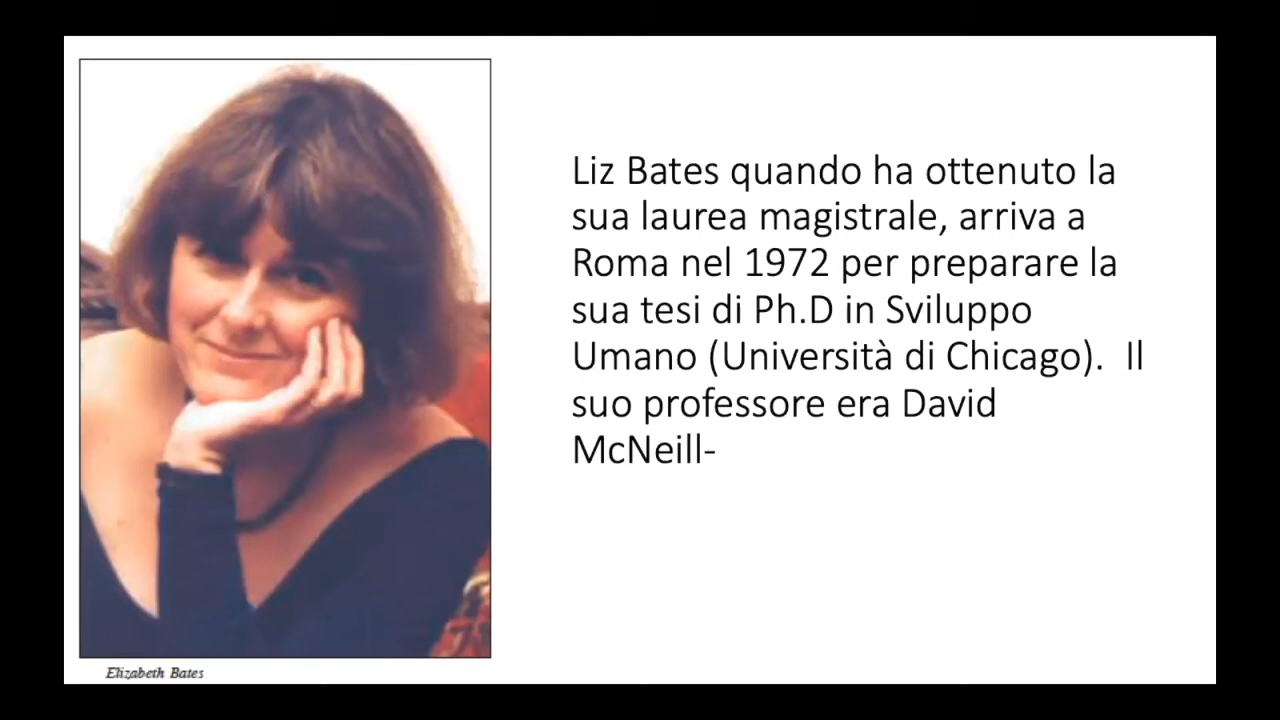 Liz Bates quando ha ottenuto la
sua laurea magistrale, arriva a
Roma nel 1972 per preparare la
sua tesi di Ph.D in Sviluppo
Umano (Università di Chicago).  Il
suo professore era David
McNeill-
Elizabeth Bates